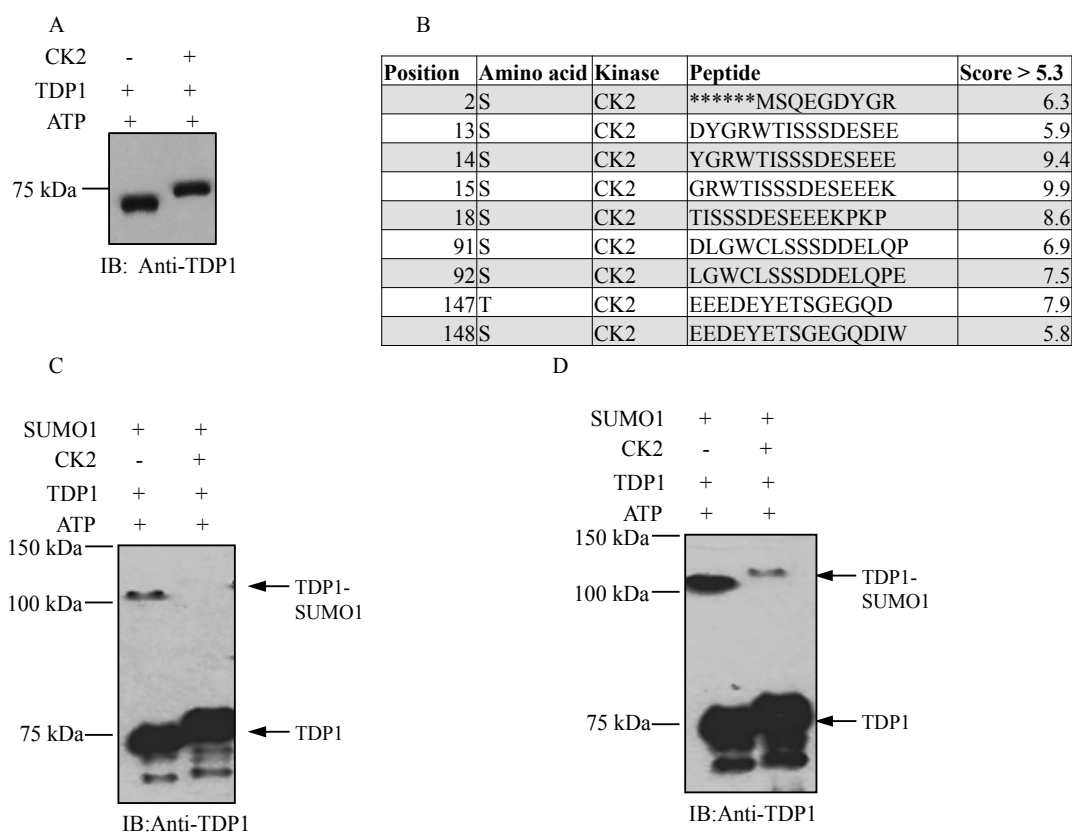 A
CK2 - +
TDP1 + +
ATP + +
75 kDa
IB: Anti-TDP1
B
Position Amino acid Kinase Peptide Score > 5.3
2 S CK2 ******MSQEGDYGR 6.3
13 S CK2 DYGRWTISSSDESEE 5.9
14 S CK2 YGRWTISSSDESEEE 9.4
15 S CK2 GRWTISSSDESEEEK 9.9
18 S CK2 TISSSDESEEEKPKP 8.6
91 S CK2 DLGWCLSSSDDELQP 6.9
92 S CK2 LGWCLSSSDDELQPE 7.5
147 T CK2 EEEDEYETSGEGQD 7.9
148 S CK2 EEDEYETSGEGQDIW 5.8
C
SUMO1 + +
CK2 - +
TDP1 + +
ATP + +
150 kDa
100 kDa
75 kDa
TDP1-
SUMO1
TDP1
IB:Anti-TDP1
D
SUMO1 + +
CK2 - +
TDP1 + +
ATP + +
150 kDa
100 kDa
75 kDa
TDP1-
SUMO1
TDP1
IB:Anti-TDP1